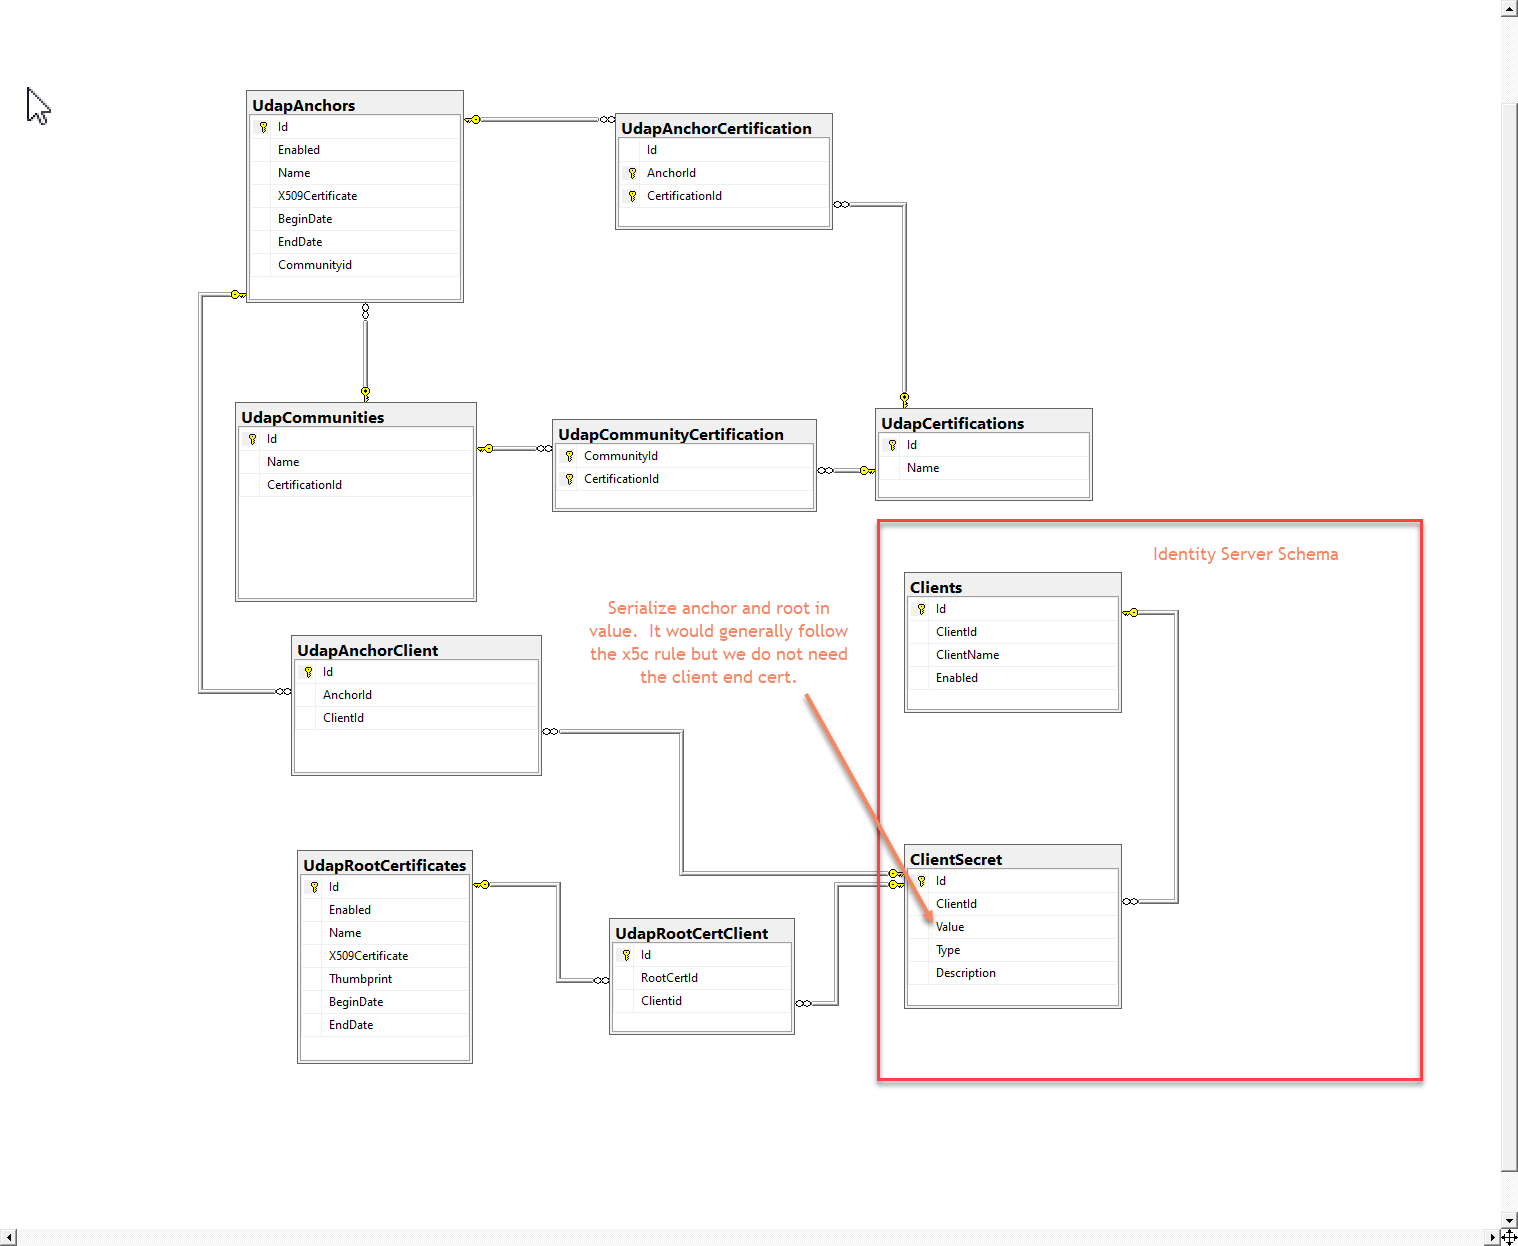 UdapAnchors
Id
Enabled
Name
X509Certificate
BeginDate
EndDate
Communityid
UdapAnchorCertification
Id
AnchorId
CertificationId
UdapCommunities
Id
Name
CertificationId
UdapCommunityCertification
CommunityId
CertificationId
UdapCertifications
Id
Name
Identity Server Schema
Clients
Id
ClientId
ClientName
Enabled
Serialize anchor and root in
value. It would generally follow
the x5c rule but we do not need
the client end cert.
UdapAnchorClient
Id
AnchorId
ClientId
UdapRootCertificates
Id
Enabled
Name
X509Certificate
Thumbprint
BeginDate
EndDate
UdapRootCertClient
Id
RootCertId
Clientid
ClientSecret
Id
ClientId
Value
Type
Description